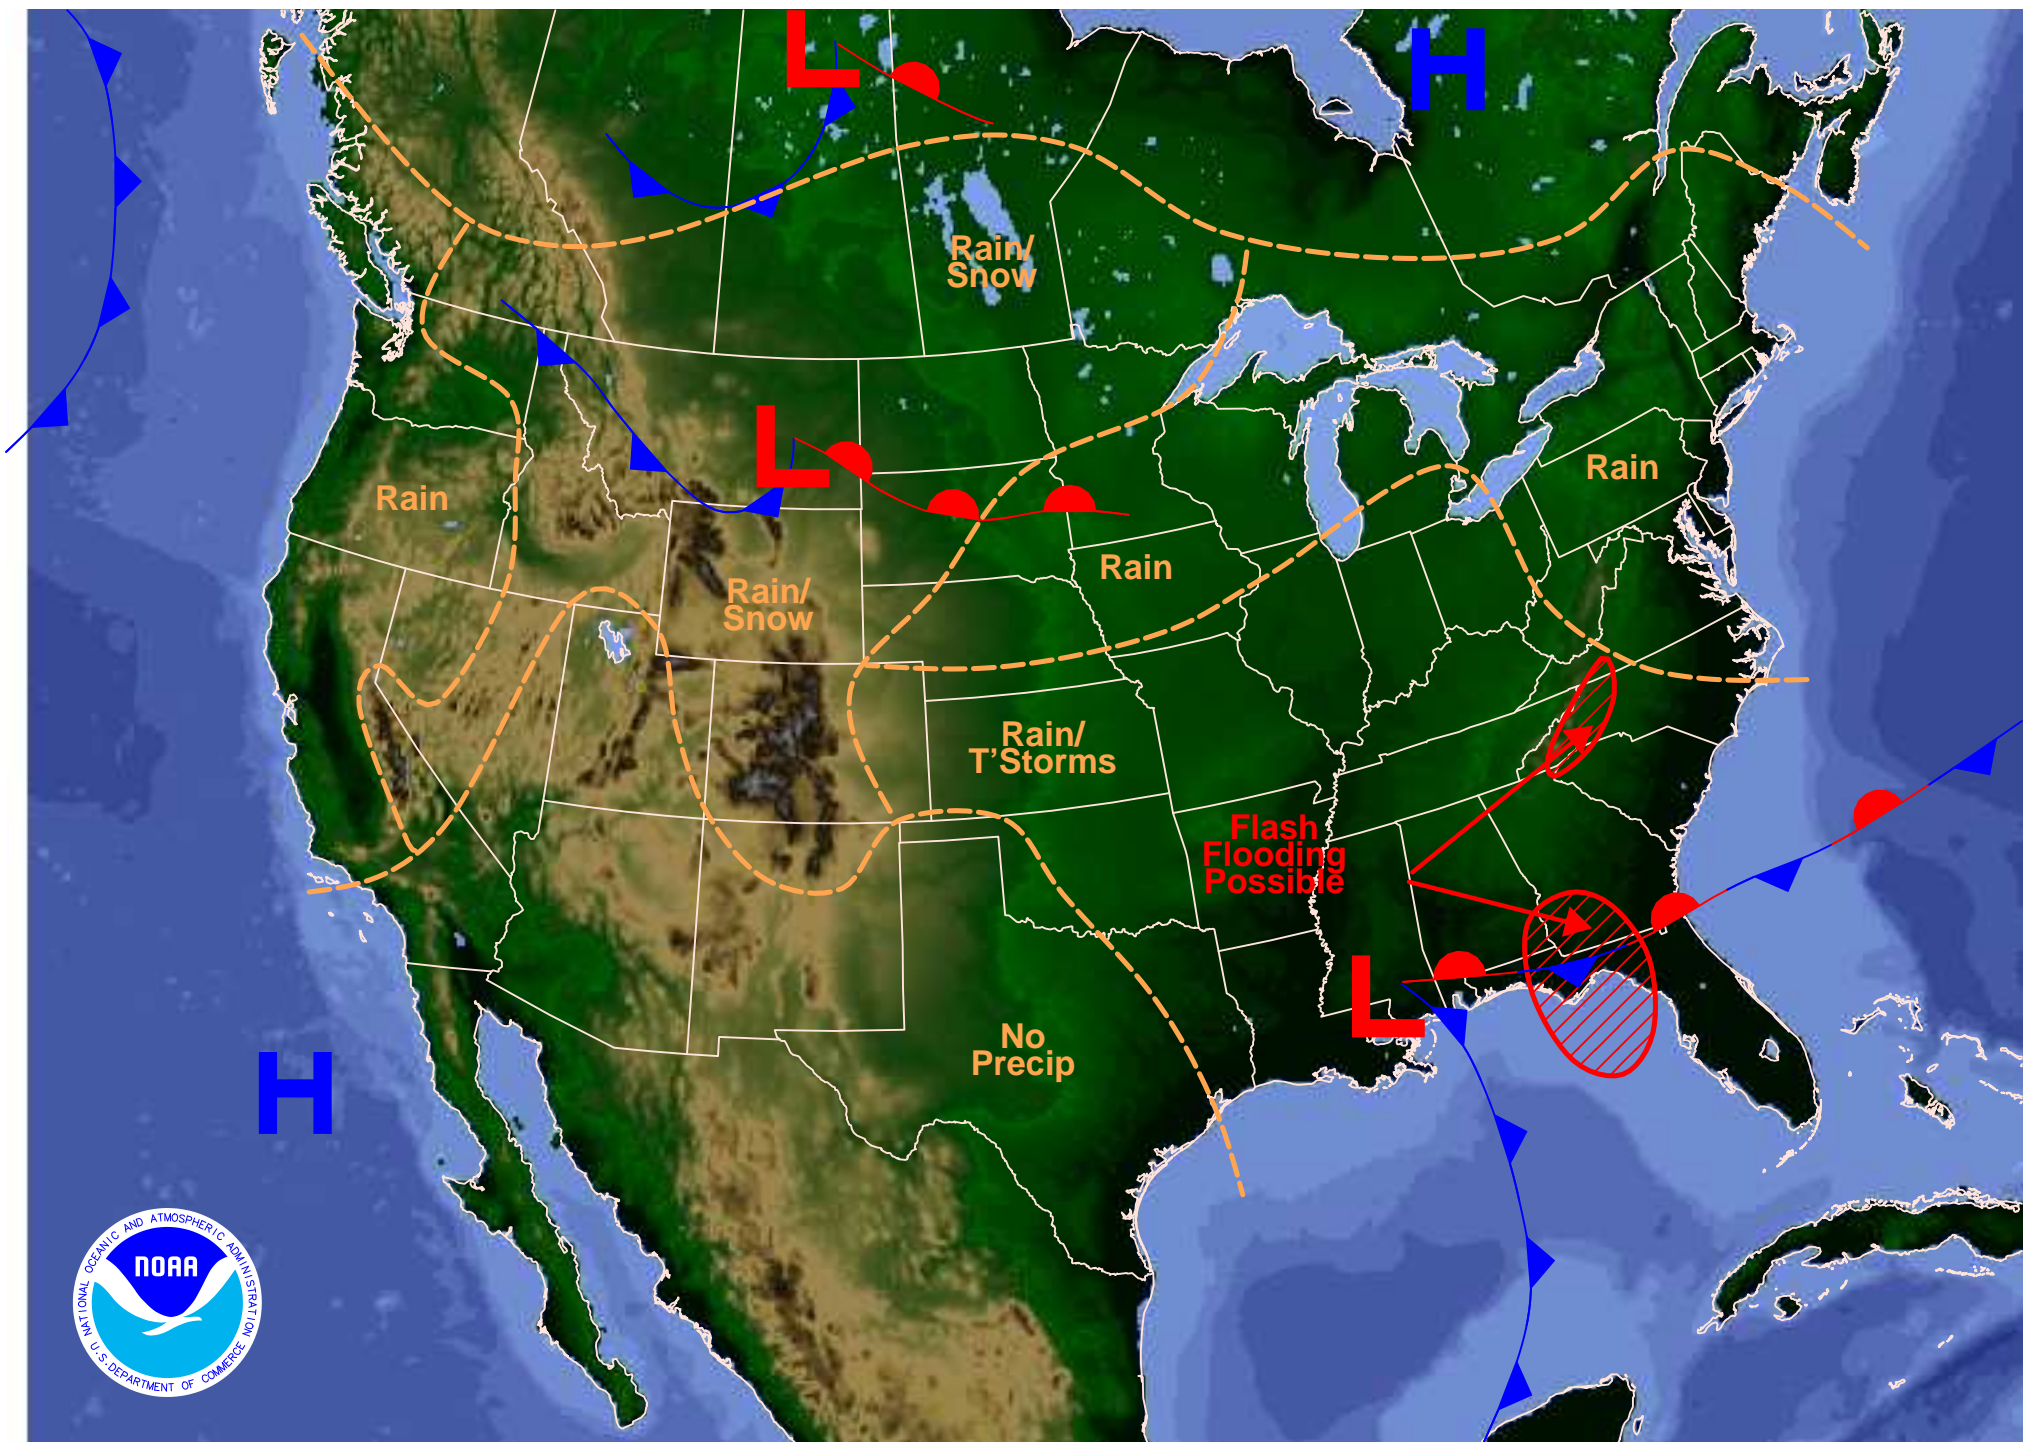 L
H
Rain/
Snow
L
Rain
Rain
Rain
Rain/
Snow
Rain/
T'Storms
Flash
Flooding
Possible
L
No
Precip
H
NATIONAL OCEANIC AND ATMOSPHERIC ADMINISTRATION
NOAA
U.S. DEPARTMENT OF COMMERCE